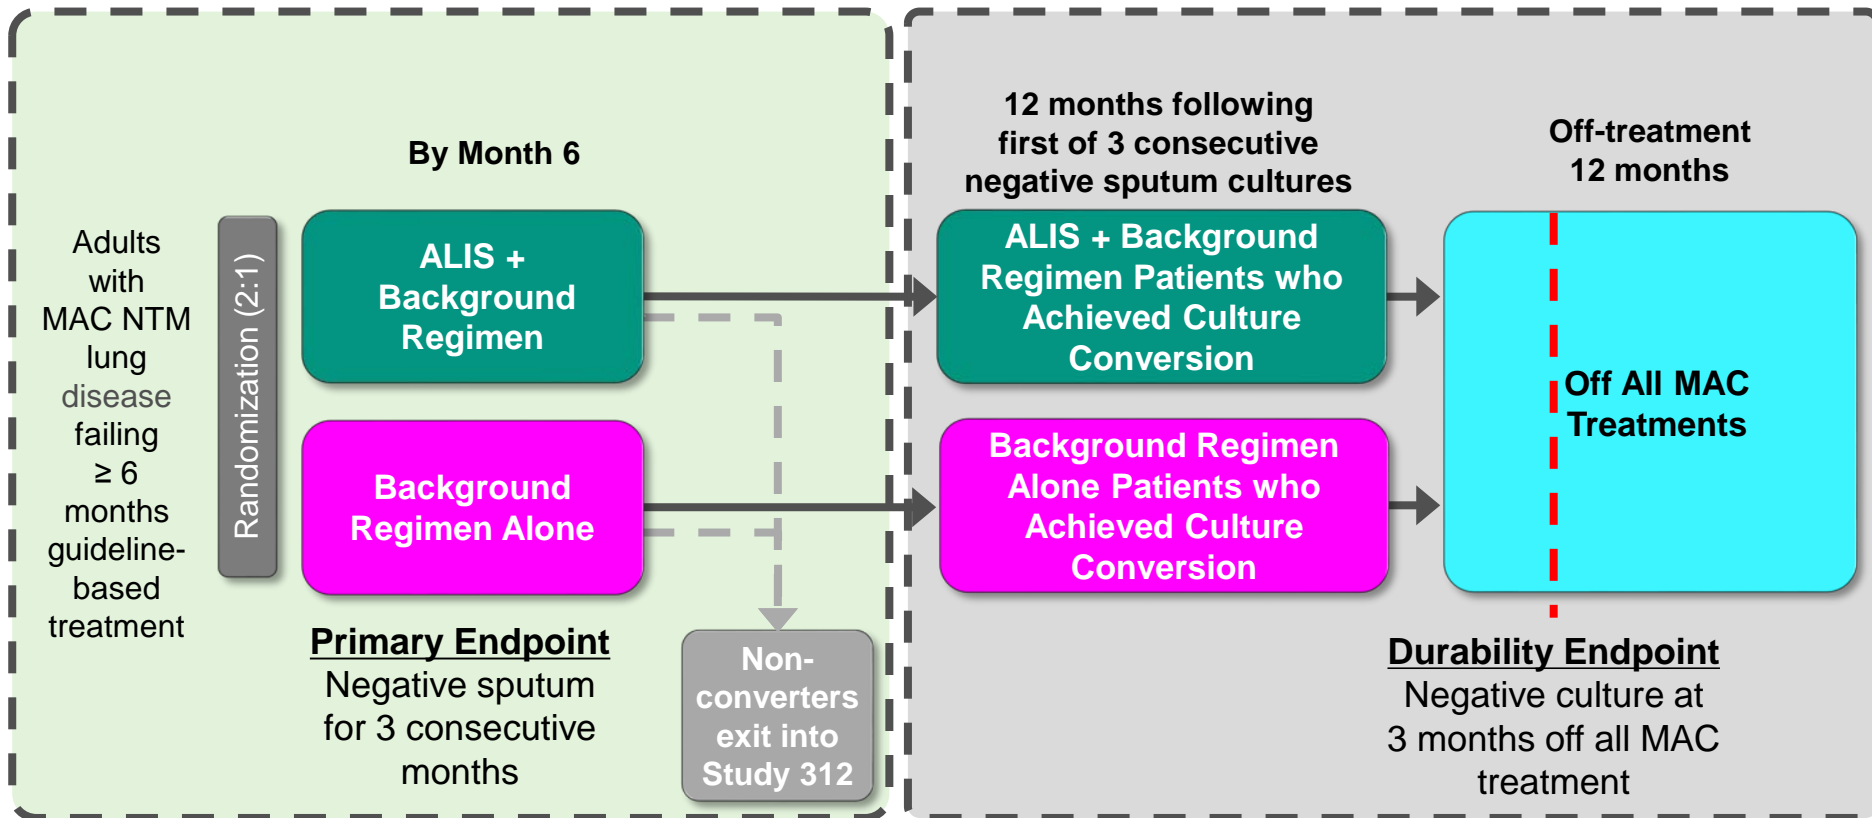 Adults
with
MAC NTM
lung
disease
failing
≥ 6
months
guideline-
based
treatment
Randomization (2:1)
By Month 6
ALIS +
Background
Regimen
Background
Regimen Alone
Primary Endpoint
Negative sputum
for 3 consecutive
months
Non-
converters
exit into
Study 312
12 months following
first of 3 consecutive
negative sputum cultures
ALIS + Background
Regimen Patients who
Achieved Culture
Conversion
Background Regimen
Alone Patients who
Achieved Culture
Conversion
Off-treatment
12 months
Off All MAC
Treatments
Durability Endpoint
Negative culture at
3 months off all MAC
treatment